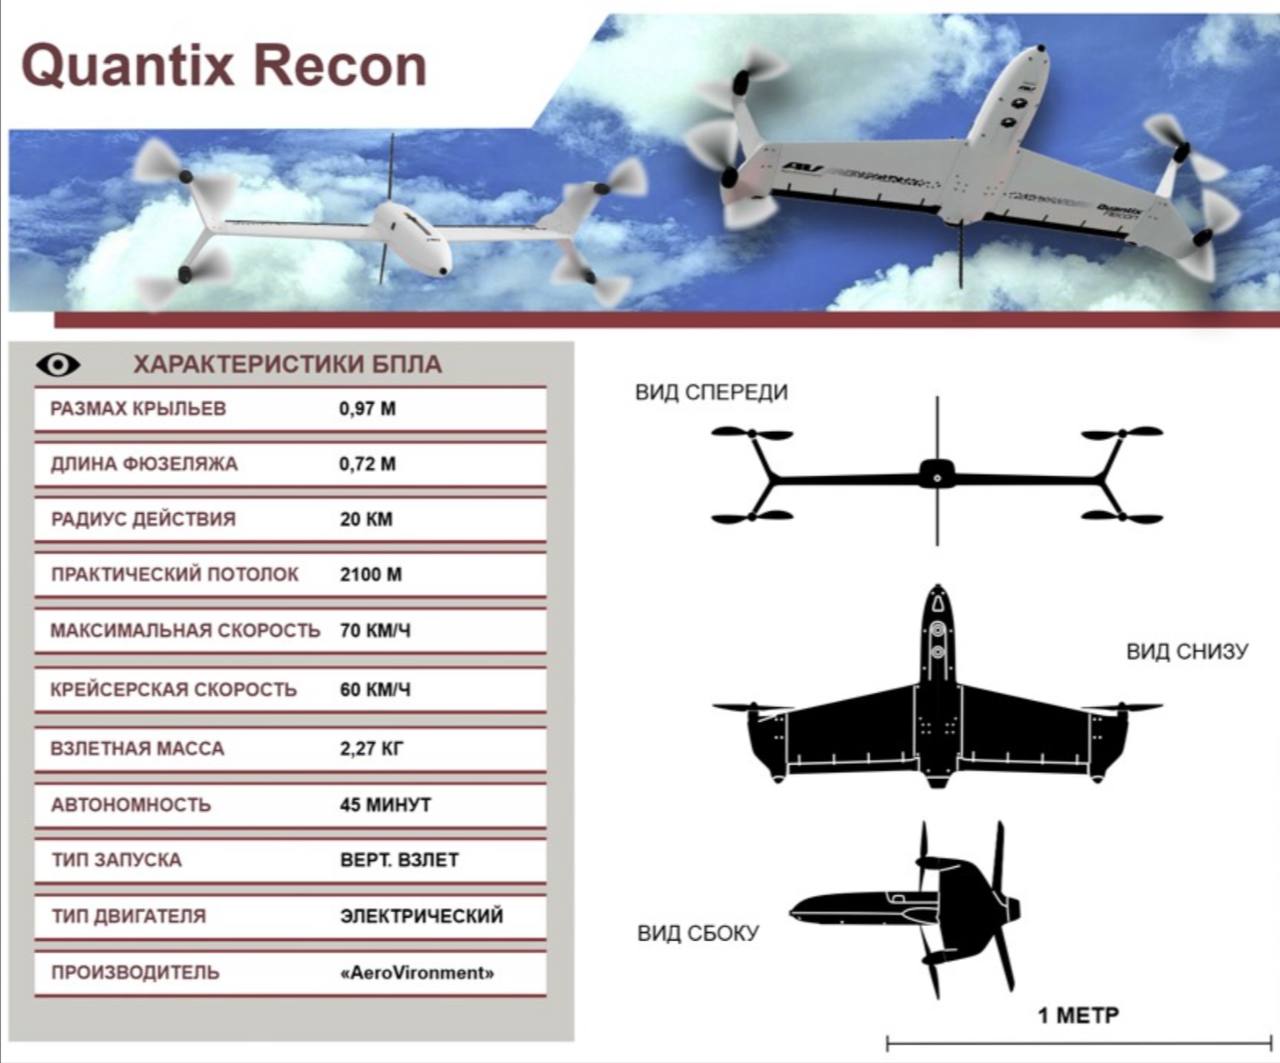 Quantix Recon
Quantix
Recon
ХАРАКТЕРИСТИКИ БПЛА
РАЗМАХ КРЫЛЬЕВ 0,97 М
ДЛИНА ФЮЗЕЛЯЖА 0,72 М
РАДИУС ДЕЙСТВИЯ 20 КМ
ПРАКТИЧЕСКИЙ ПОТОЛОК 2100 М
МАКСИМАЛЬНАЯ СКОРОСТЬ 70 КМ/Ч
КРЕЙСЕРСКАЯ СКОРОСТЬ 60 КМ/Ч
ВЗЛЕТНАЯ МАССА 2,27 КГ
АВТОНОМНОСТЬ 45 МИНУТ
ТИП ЗАПУСКА ВЕРТ. ВЗЛЕТ
ТИП ДВИГАТЕЛЯ ЭЛЕКТРИЧЕСКИЙ
ПРОИЗВОДИТЕЛЬ «AeroVironment»
ВИД СПЕРЕДИ
ВИД СНИЗУ
ВИД СБОКУ
1 МЕТР